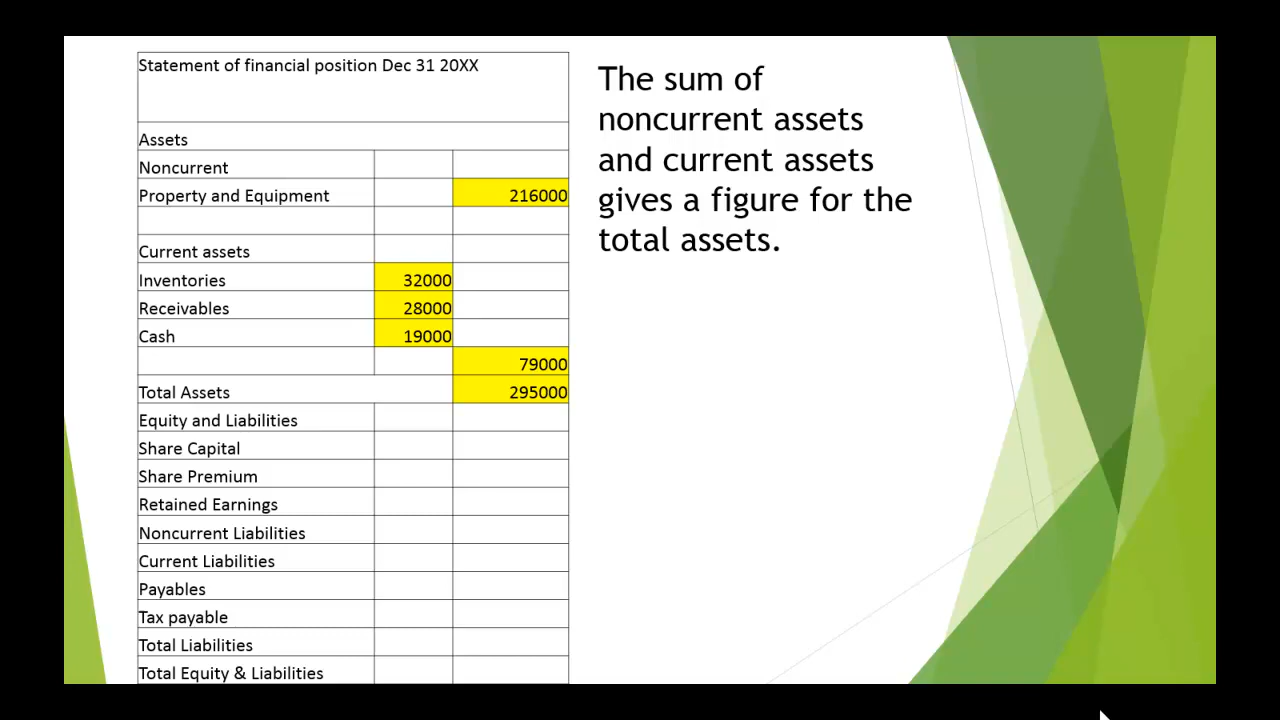 Statement of financial position Dec 31 20XX
Assets
Noncurrent
Property and Equipment 216000
Current assets
Inventories 32000
Receivables 28000
Cash 19000
79000
Total Assets 295000
Equity and Liabilities
Share Capital
Share Premium
Retained Earnings
Noncurrent Liabilities
Current Liabilities
Payables
Tax payable
Total Liabilities
Total Equity & Liabilities
The sum of
noncurrent assets
and current assets
gives a figure for the
total assets.